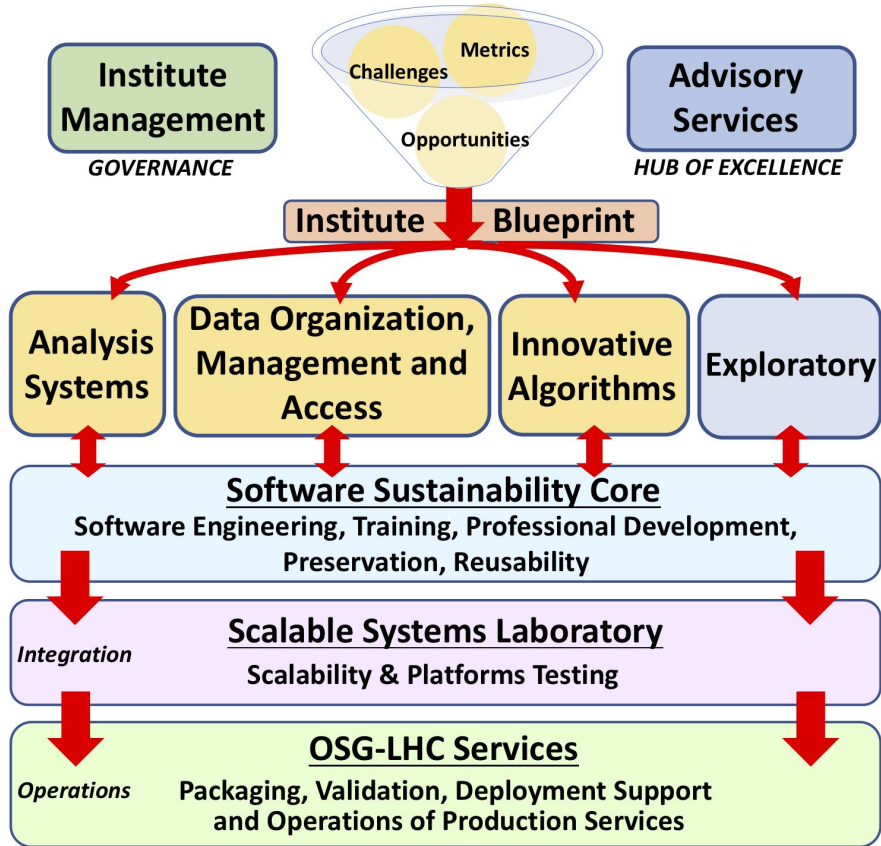 Institute
Management
GOVERNANCE
Challenges
Metrics
Opportunities
Advisory
Services
HUB OF EXCELLENCE
Institute Blueprint
Analysis
Systems
Data Organization,
Management and
Access
Innovative
Algorithms
Exploratory
Software Sustainability Core
Software Engineering, Training, Professional Development,
Preservation, Reusability
Scalable Systems Laboratory
Integration
Scalability & Platforms Testing
OSG-LHC Services
Operations
Packaging, Validation, Deployment Support
and Operations of Production Services